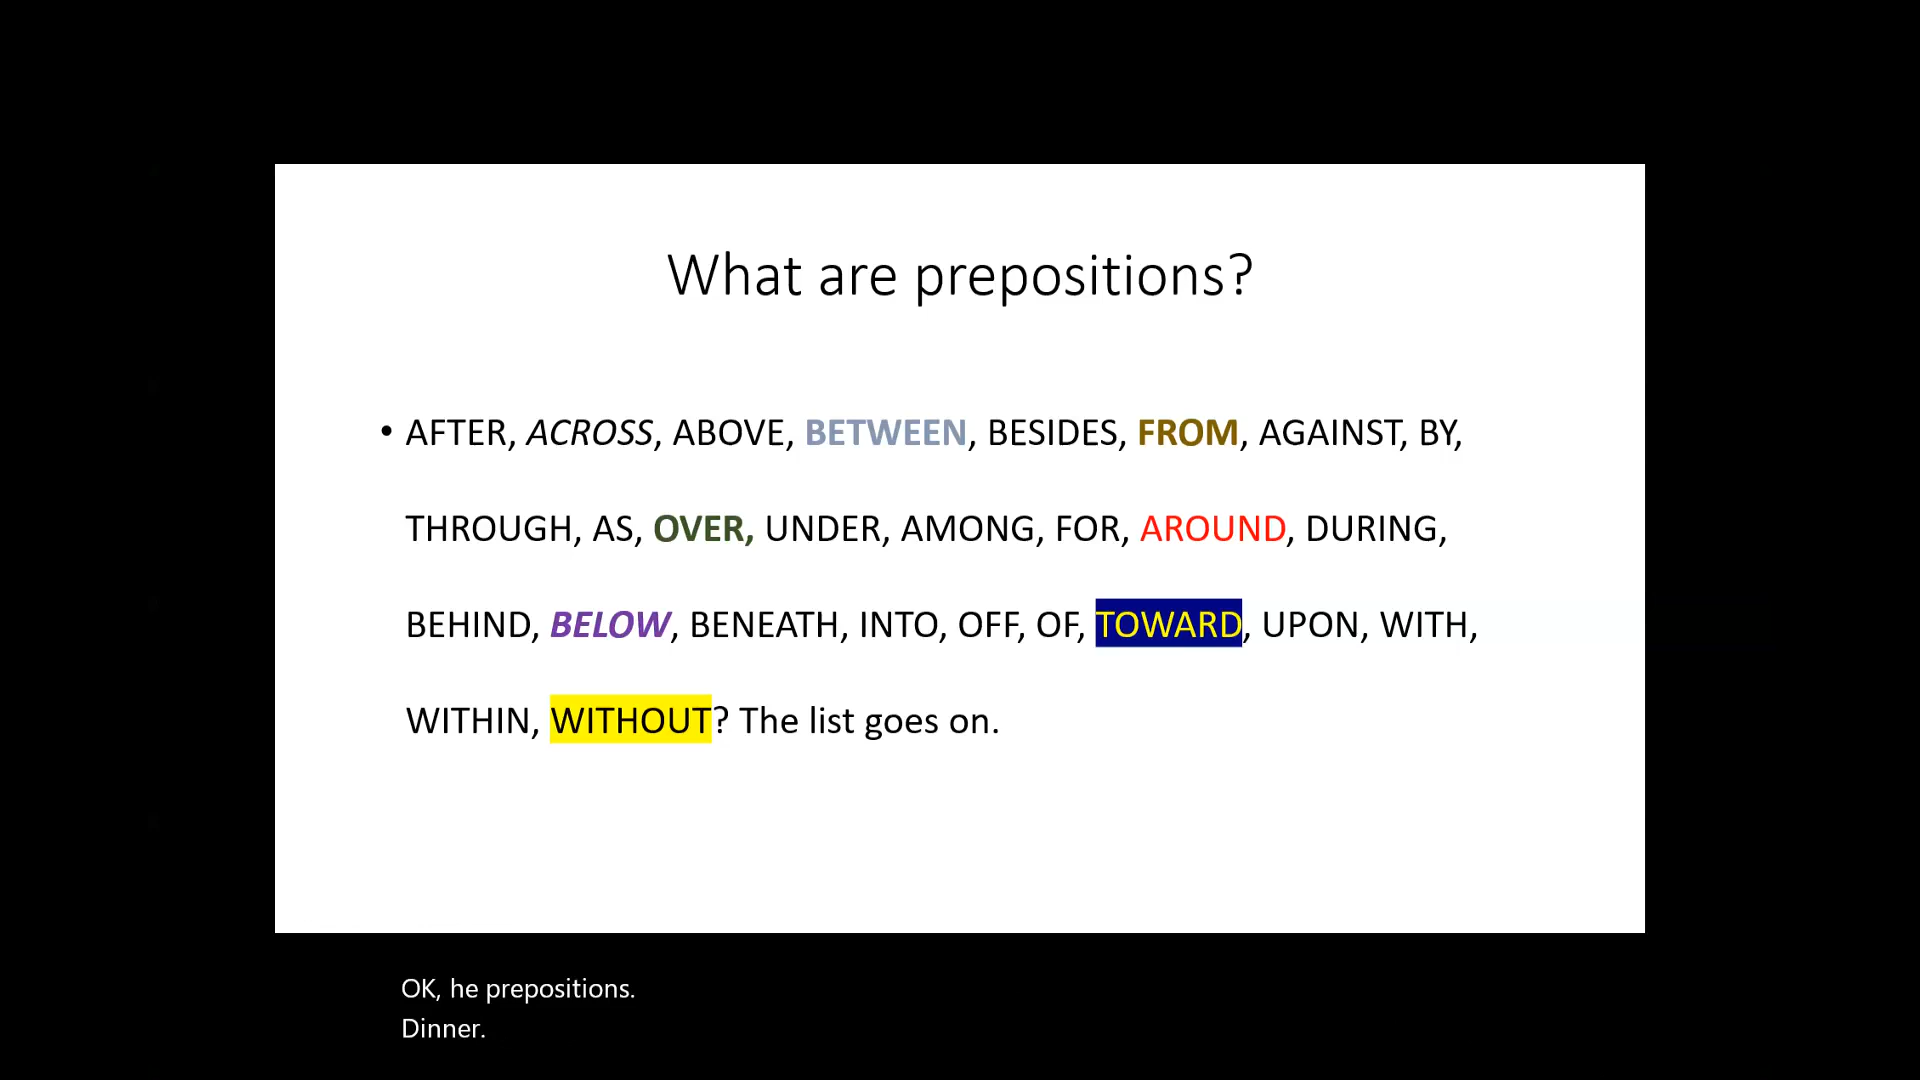 What are prepositions?
• AFTER, ACROSS, ABOVE, BETWEEN, BESIDES, FROM, AGAINST, BY,
THROUGH, AS, OVER, UNDER, AMONG, FOR, AROUND, DURING,
BEHIND, BELOW, BENEATH, INTO, OFF, OF, TOWARD, UPON, WITH,
WITHIN, WITHOUT? The list goes on.
OK, he prepositions.
Dinner.